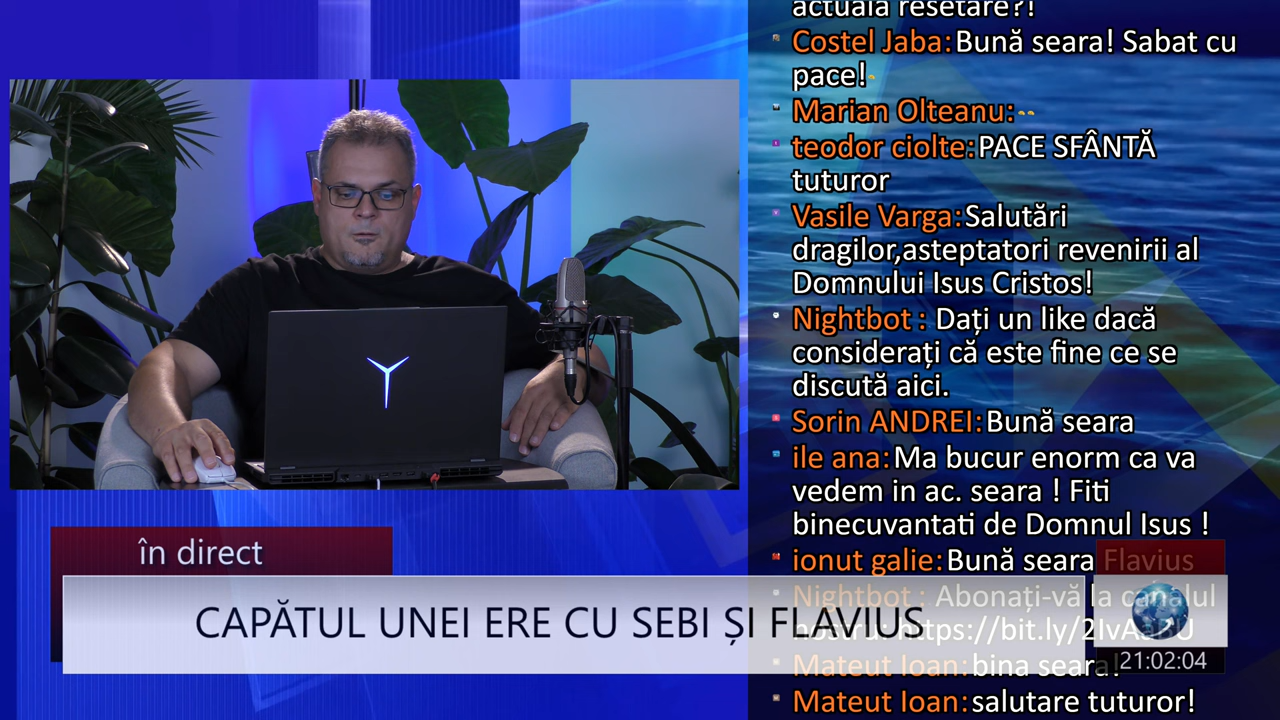 actuală resetare?!
Costel Jaba: Bună seara! Sabat cu
pace!
Marian Olteanu:
teodor ciolte: PACE SFÂNTĂ
tuturor
Vasile Varga: Salutări
dragilor,asteptatori revenirii al
Domnului Isus Cristos!
Nightbot : Dați un like dacă
considerați că este fine ce se
discută aici.
Sorin ANDREI: Bună seara
ile ana: Ma bucur enorm ca va
vedem in ac. seara ! Fiti
binecuvantati de Domnul Isus !
ionut galie: Bună seara Flavius
Nightbot : Abonați-vă la canalul
nostru:
Mateut Ioan: bina seara!
Mateut Ioan: salutare tuturor!
în direct
CAPĂTUL UNEI ERE CU SEBI ȘI FLAVIUS
21:02:04